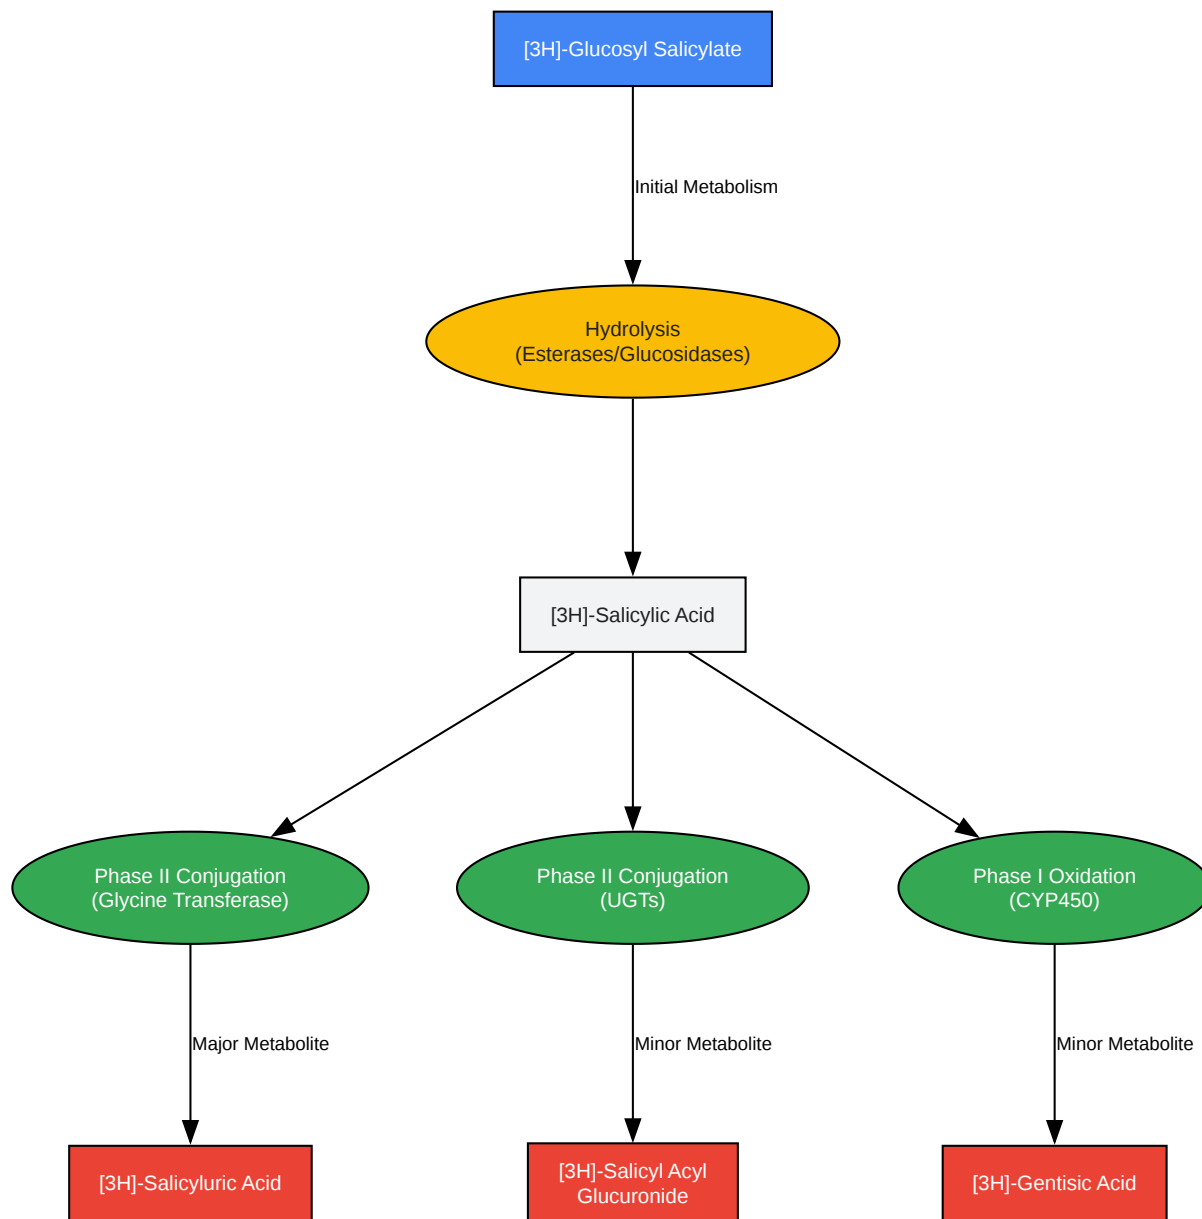 [3H]-Glucosyl Salicylate
Initial Metabolism
Hydrolysis
(Esterases/Glucosidases)
[3H]-Salicylic Acid
Phase II Conjugation
(Glycine Transferase)
Phase II Conjugation
(UGTs)
Phase I Oxidation
(CYP450)
Major Metabolite
Minor Metabolite
Minor Metabolite
[3H]-Salicyluric Acid
[3H]-Salicyl Acyl
Glucuronide
[3H]-Gentisic Acid